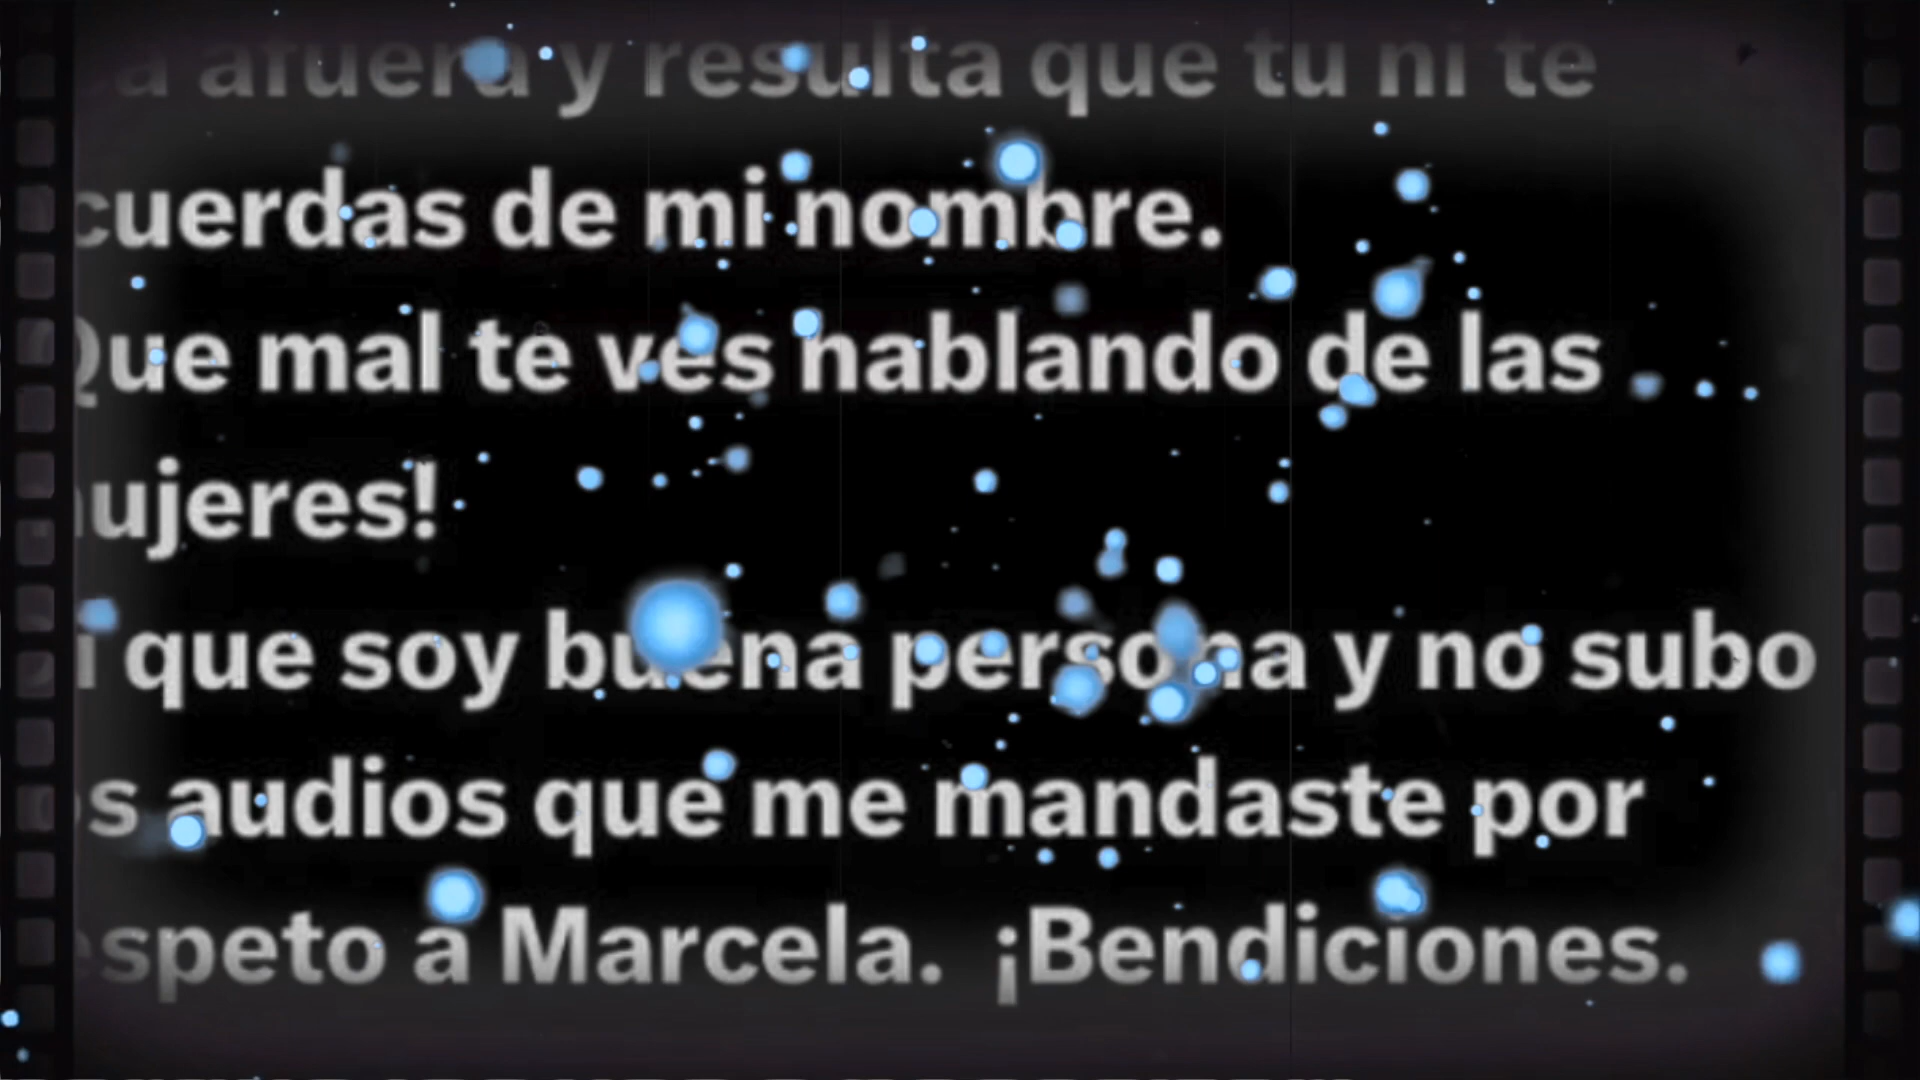 a afuera y resulta que tu ni te
cuerdas de mi nombre.
Que mal te ves hablando de las
ujeres!
que soy buena persona y no subo
s audios que me mandaste por
speto a Marcela. ¡Bendiciones.